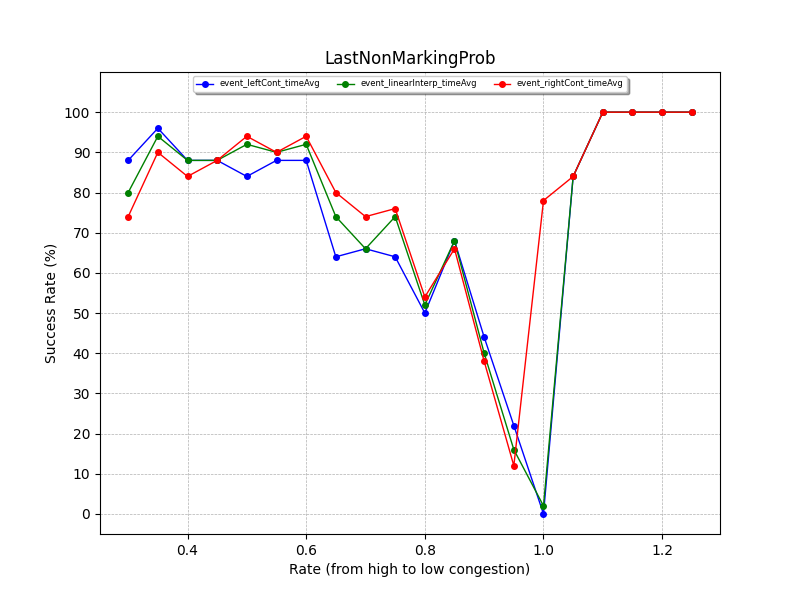 LastNonMarkingProb
event_leftCont_timeAvg event_linearInterp_timeAvg event_rightCont_timeAvg
100
90
80
70
60
50
40
30
20
10
0
Success Rate (%)
0.4 0.6 0.8 1.0 1.2
Rate (from high to low congestion)